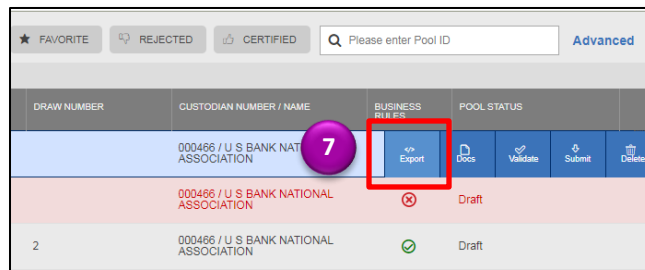 FAVORITE REJECTED CERTIFIED Please enter Pool ID Advanced
DRAW NUMBER CUSTODIAN NUMBER / NAME BUSINESS RULES POOL STATUS
000466 / U S BANK NAT
ASSOCIATION
7
Export Docs Validate Submit Delete
000466 / U S BANK NATIONAL
ASSOCIATION
Draft
2 000466 / U S BANK NATIONAL
ASSOCIATION
Draft